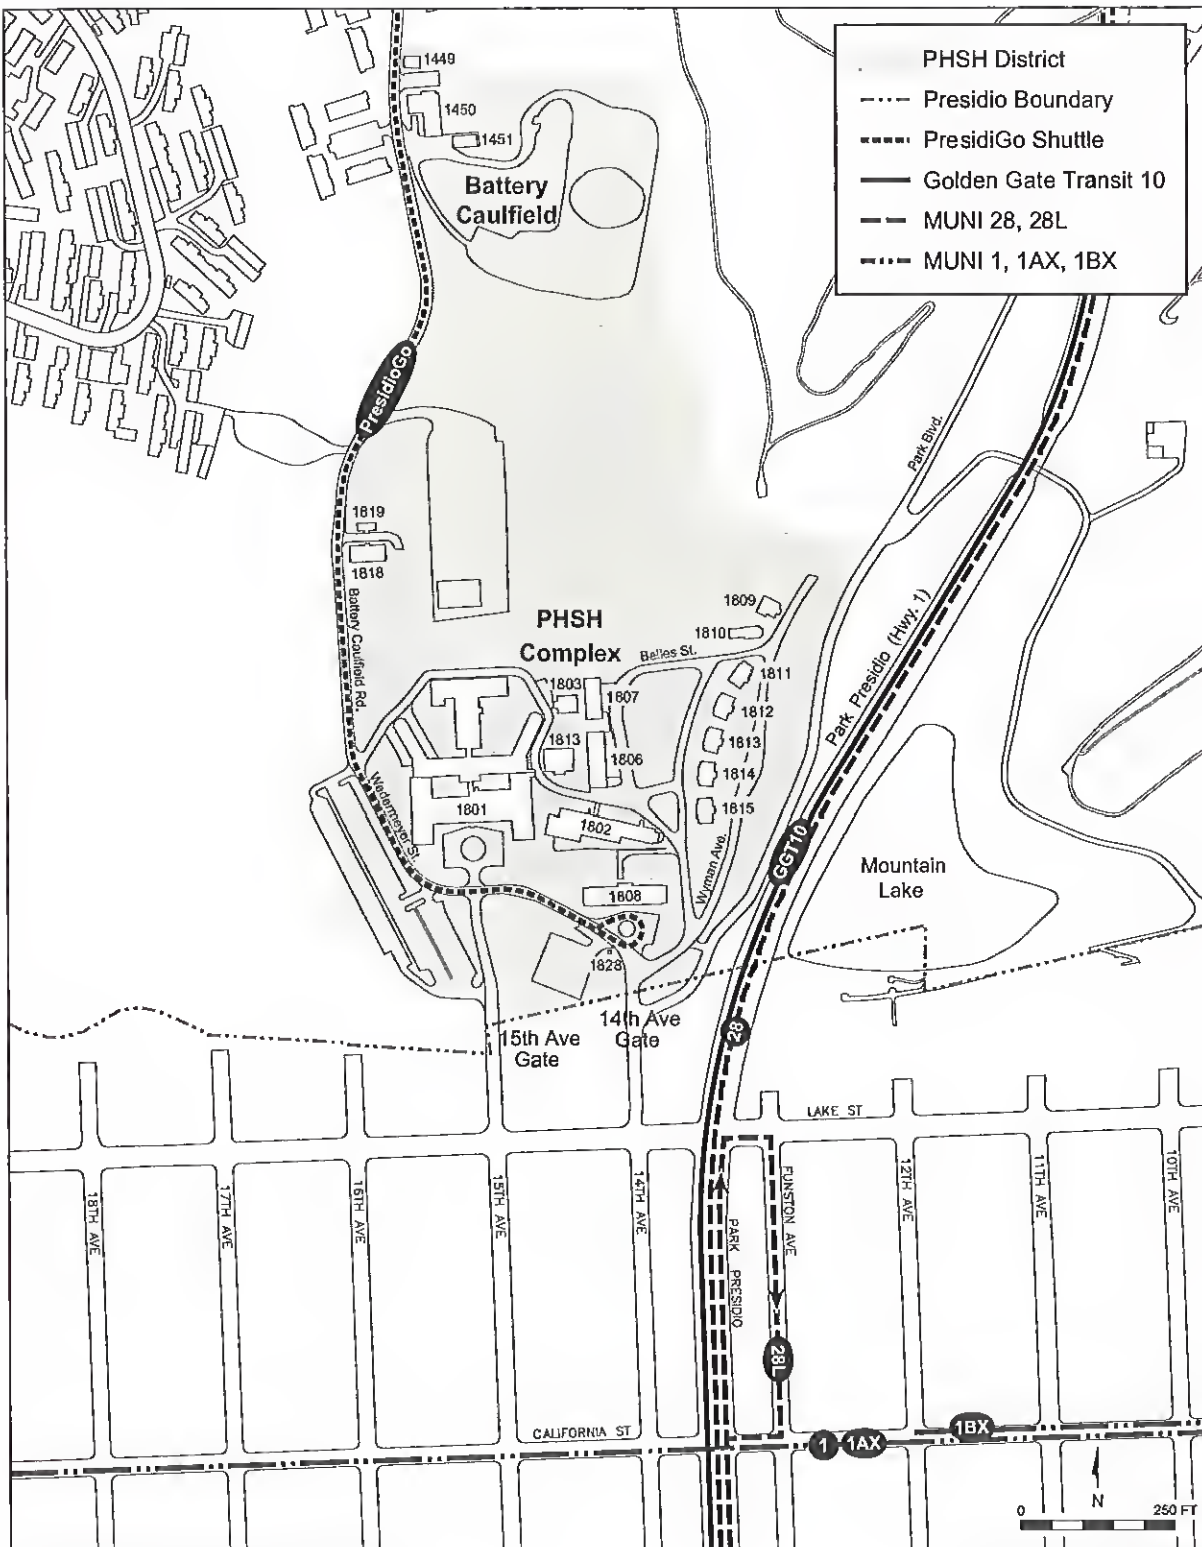 PHSH District
Presidio Boundary
PresidiGo Shuttle
Golden Gate Transit 10
MUNI 28, 28L
MUNI 1, 1AX, 1BX
1449
1450
1451
Battery
Caulfield
PresidioGo
Park Blvd.
1819
1818
Battery Caulfield Rd.
PHSH
Complex
1809
1810
Belles St.
1811
1803
1807
1812
1813
1813
1806
1814
1801
1815
1802
Wedermeyer St.
Wyman Ave.
1808
1828
Park Presidio (Hwy. 1)
GGT10
Mountain
Lake
28
15th Ave
Gate
14th Ave
Gate
LAKE ST
18TH AVE
17TH AVE
16TH AVE
15TH AVE
14TH AVE
PARK PRESIDIO
FUNSTON AVE
12TH AVE
11TH AVE
10TH AVE
28L
CALIFORNIA ST
1
1AX
1BX
N
0 250 FT